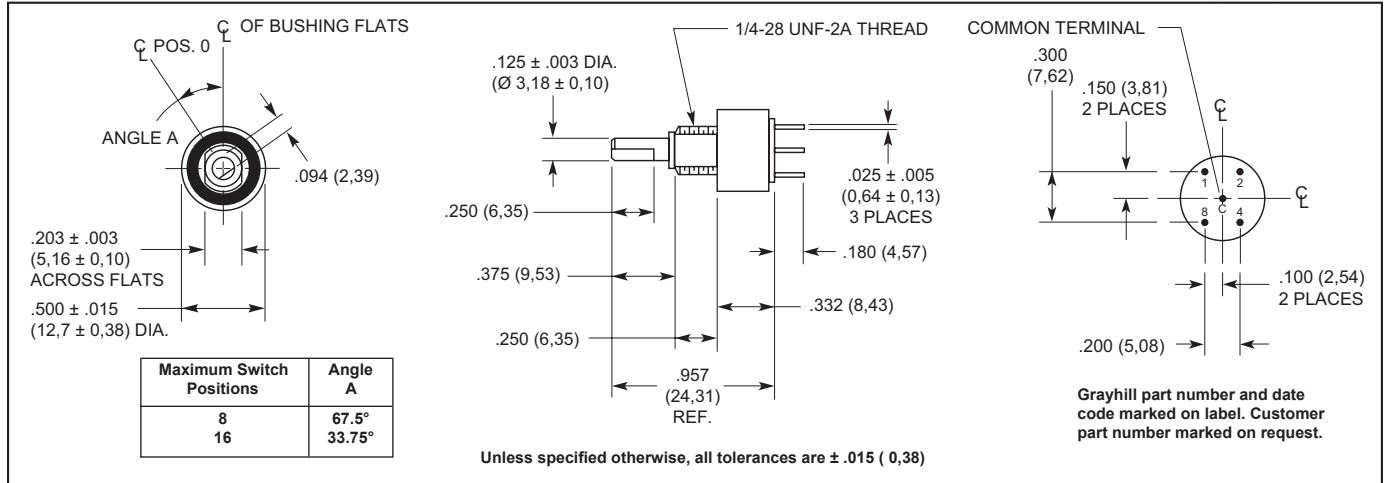 ℄ OF BUSHING FLATS
℄ POS. 0
ANGLE A
.094 (2,39)
.203 ± .003
(5,16 ± 0,10)
ACROSS FLATS
.500 ± .015
(12,7 ± 0,38) DIA.
Maximum Switch Positions
Angle A
8 67.5°
16 33.75°
1/4-28 UNF-2A THREAD
.125 ± .003 DIA.
(Ø 3,18 ± 0,10)
.025 ± .005
(0,64 ± 0,13)
3 PLACES
.250 (6,35)
.180 (4,57)
.375 (9,53)
.332 (8,43)
.250 (6,35)
.957
(24,31)
REF.
Unless specified otherwise, all tolerances are ± .015 ( 0,38)
COMMON TERMINAL
.300
(7,62)
.150 (3,81)
2 PLACES
℄
℄
1 2
C
8 4
.100 (2,54)
2 PLACES
.200 (5,08)
Grayhill part number and date
code marked on label. Customer
part number marked on request.